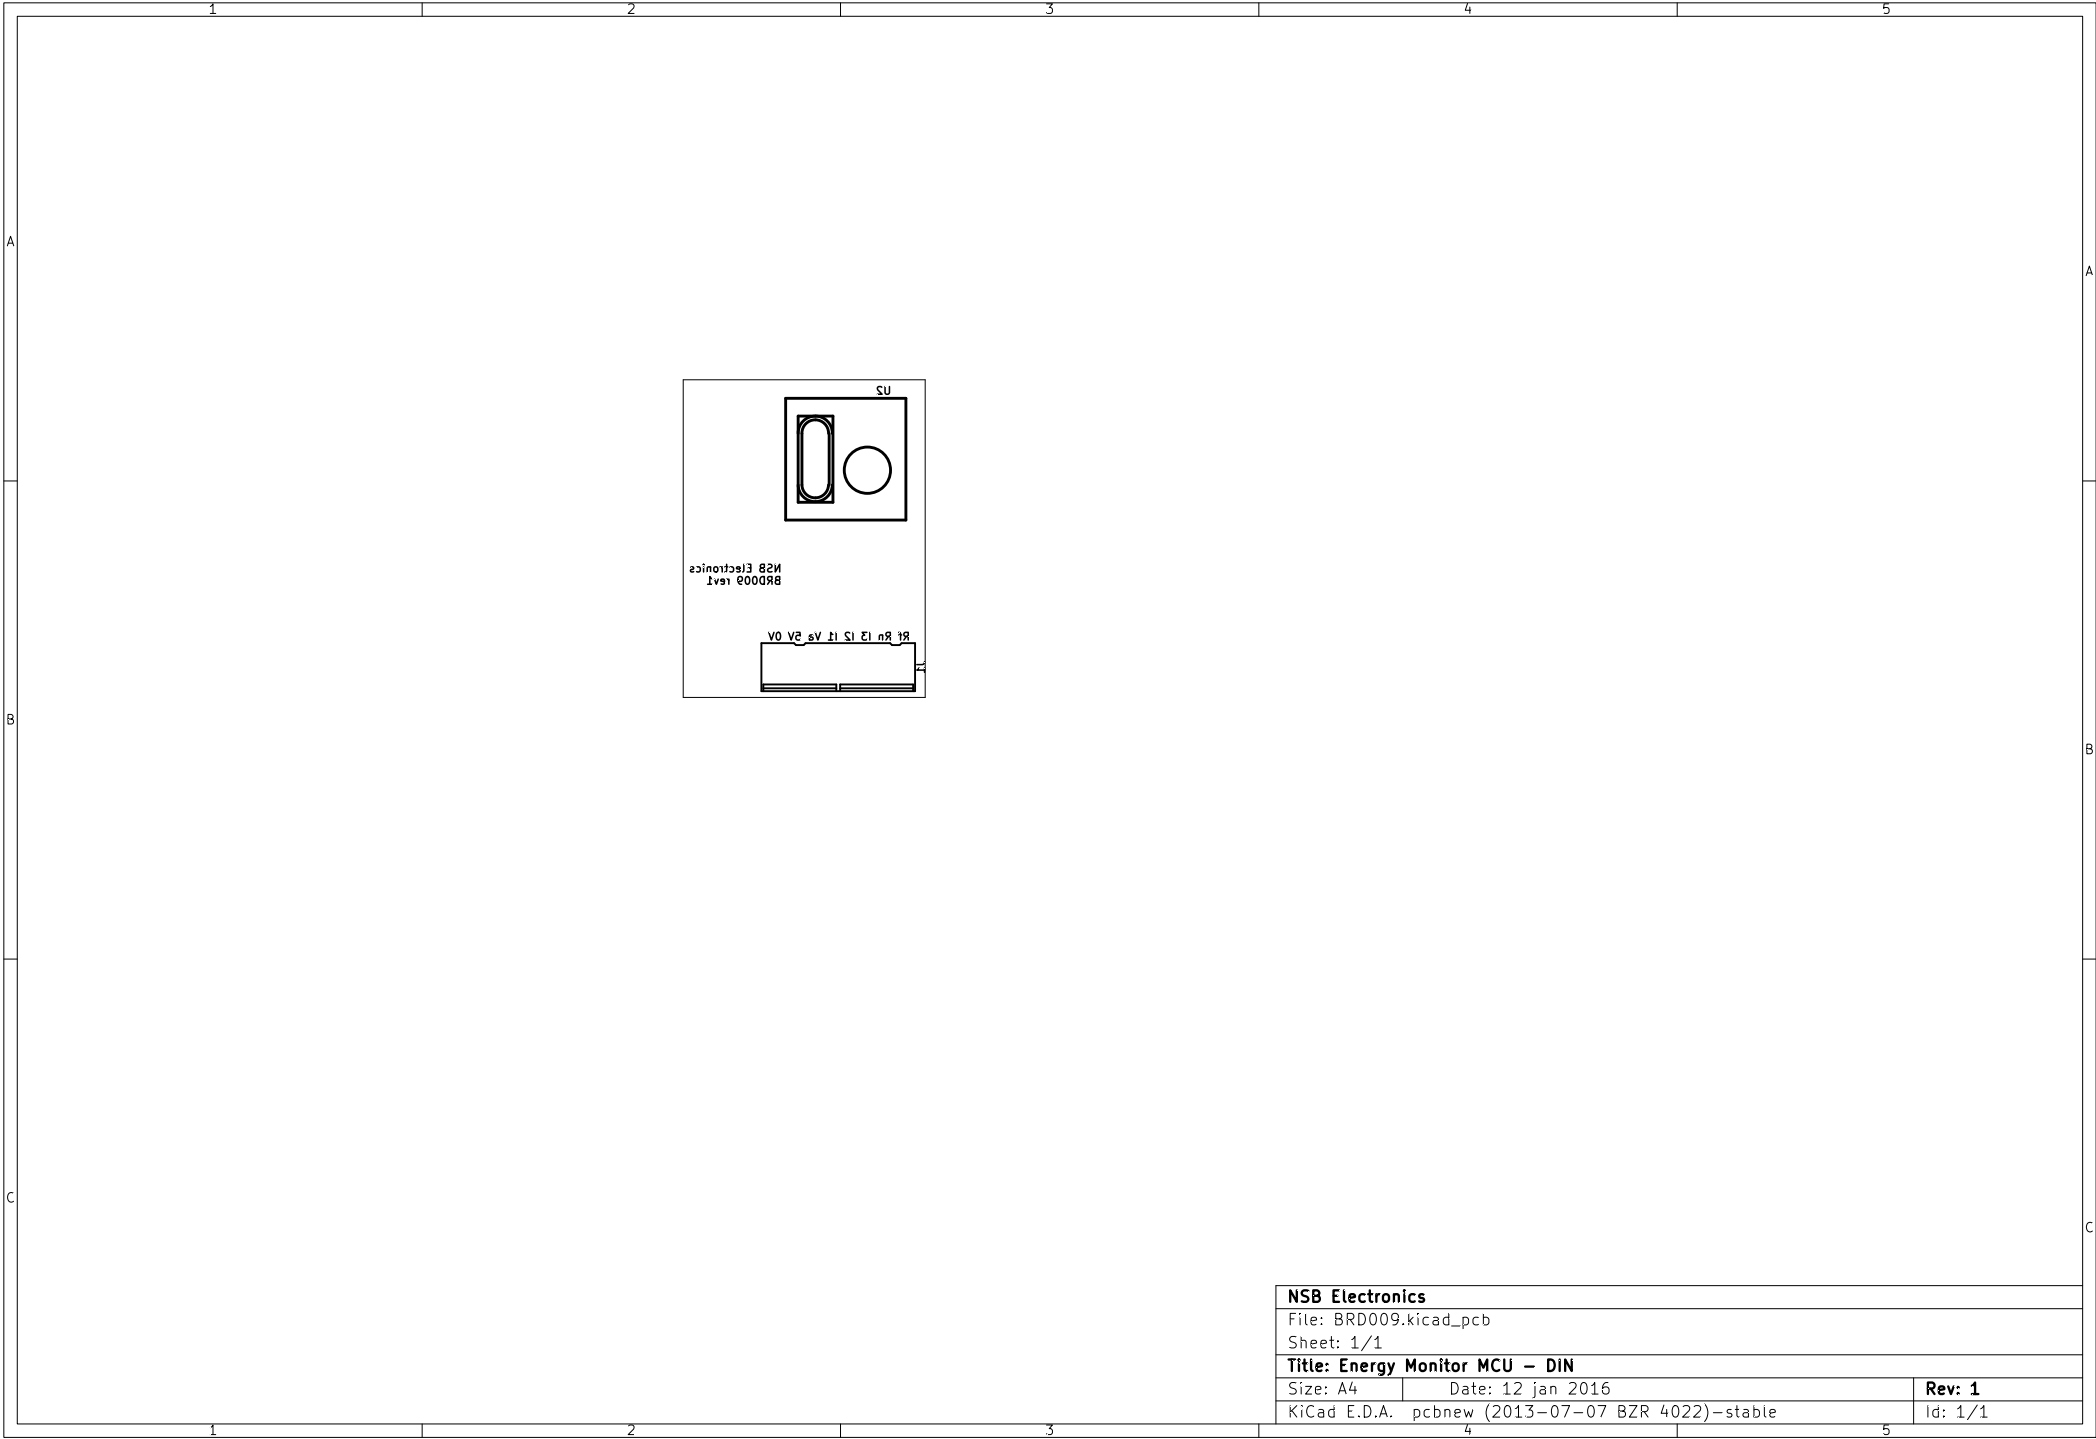 1 2 3 4 5
A
A
U2
NSB Electronics
BRD009 rev1
Rf Rn I3 I2 I1 Va 5V 0V
J1
B
B
C
C
NSB Electronics
File: BRD009.kicad_pcb
Sheet: 1/1
Title: Energy Monitor MCU - DIN
Size: A4 Date: 12 jan 2016 Rev: 1
KiCad E.D.A. pcbnew (2013-07-07 BZR 4022)-stable Id: 1/1
1 2 3 4 5